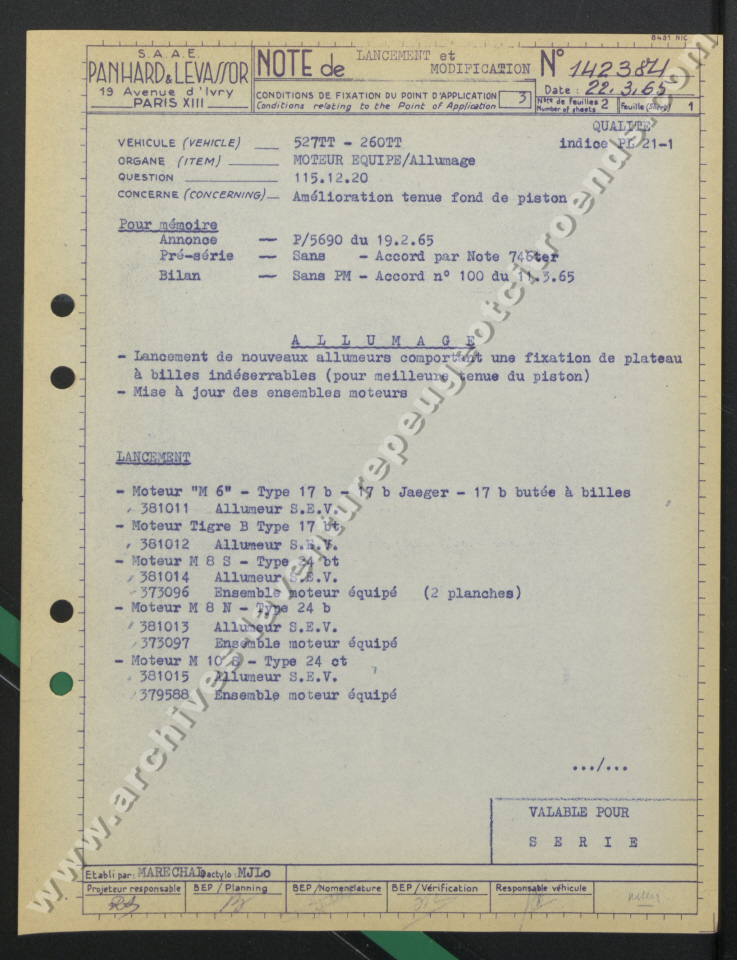 8431 NIC
S.A.A.E.
PANHARD & LEVASSOR
19 Avenue d'Ivry
PARIS XIII
NOTE de LANCEMENT et MODIFICATION
CONDITIONS DE FIXATION DU POINT D'APPLICATION
Conditions relating to the Point of Application
3
N° 142384
Date : 22.3.65
Nbre de feuilles 2
Number of sheets
Feuille (Sheet) 1
QUALITE
VEHICULE (VEHICLE) 527TT - 260TT indice PL 21-1
ORGANE (ITEM) MOTEUR EQUIPE/Allumage
QUESTION 115.12.20
CONCERNE (CONCERNING) Amélioration tenue fond de piston
Pour mémoire
Annonce — P/5690 du 19.2.65
Pré-série — Sans - Accord par Note 746ter
Bilan — Sans PM - Accord n° 100 du 11.3.65
A L L U M A G E
- Lancement de nouveaux allumeurs comportant une fixation de plateau
à billes indéserrables (pour meilleure tenue du piston)
- Mise à jour des ensembles moteurs
LANCEMENT
- Moteur "M 6" - Type 17 b - 17 b Jaeger - 17 b butée à billes
381011 Allumeur S.E.V.
- Moteur Tigre B Type 17 bt
381012 Allumeur S.E.V.
- Moteur M 8 S - Type 24 bt
381014 Allumeur S.E.V.
373096 Ensemble moteur équipé (2 planches)
- Moteur M 8 N - Type 24 b
381013 Allumeur S.E.V.
373097 Ensemble moteur équipé
- Moteur M 10 S - Type 24 ct
381015 Allumeur S.E.V.
379588 Ensemble moteur équipé
.../...
VALABLE POUR
S E R I E
Etabli par: MARECHAL Dactylo : MJLo
Projeteur responsable
BEP / Planning
BEP / Nomenclature
BEP / Vérification
Responsable véhicule
www.archives-laventurepeugeotcitroends.com